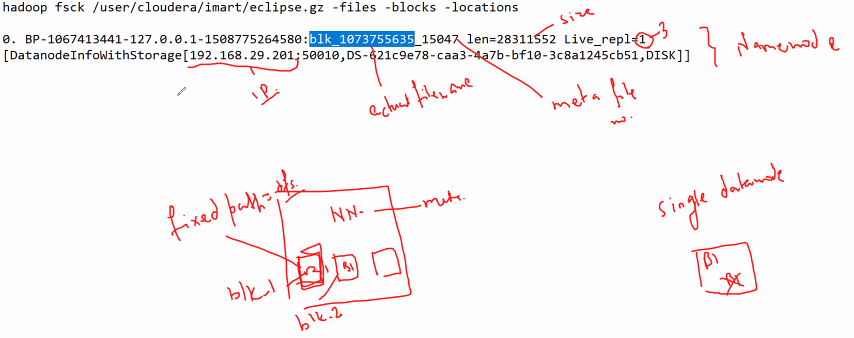 hadoop fsck /user/cloudera/imart/eclipse.gz -files -blocks -locations
size
3
0. BP-1067413441-127.0.0.1-1508775264580:blk_1073755635_15047 len=28311552 Live_repl=1
[DatanodeInfoWithStorage[192.168.29.201:50010,DS-621c9e78-caa3-4a7b-bf10-3c8a1245cb51,DISK]]
Namenode
IP.
actual filename
meta file
no.
fixed path
NN-
meta.
single datanode
B1
B1
blk-1
blk-2